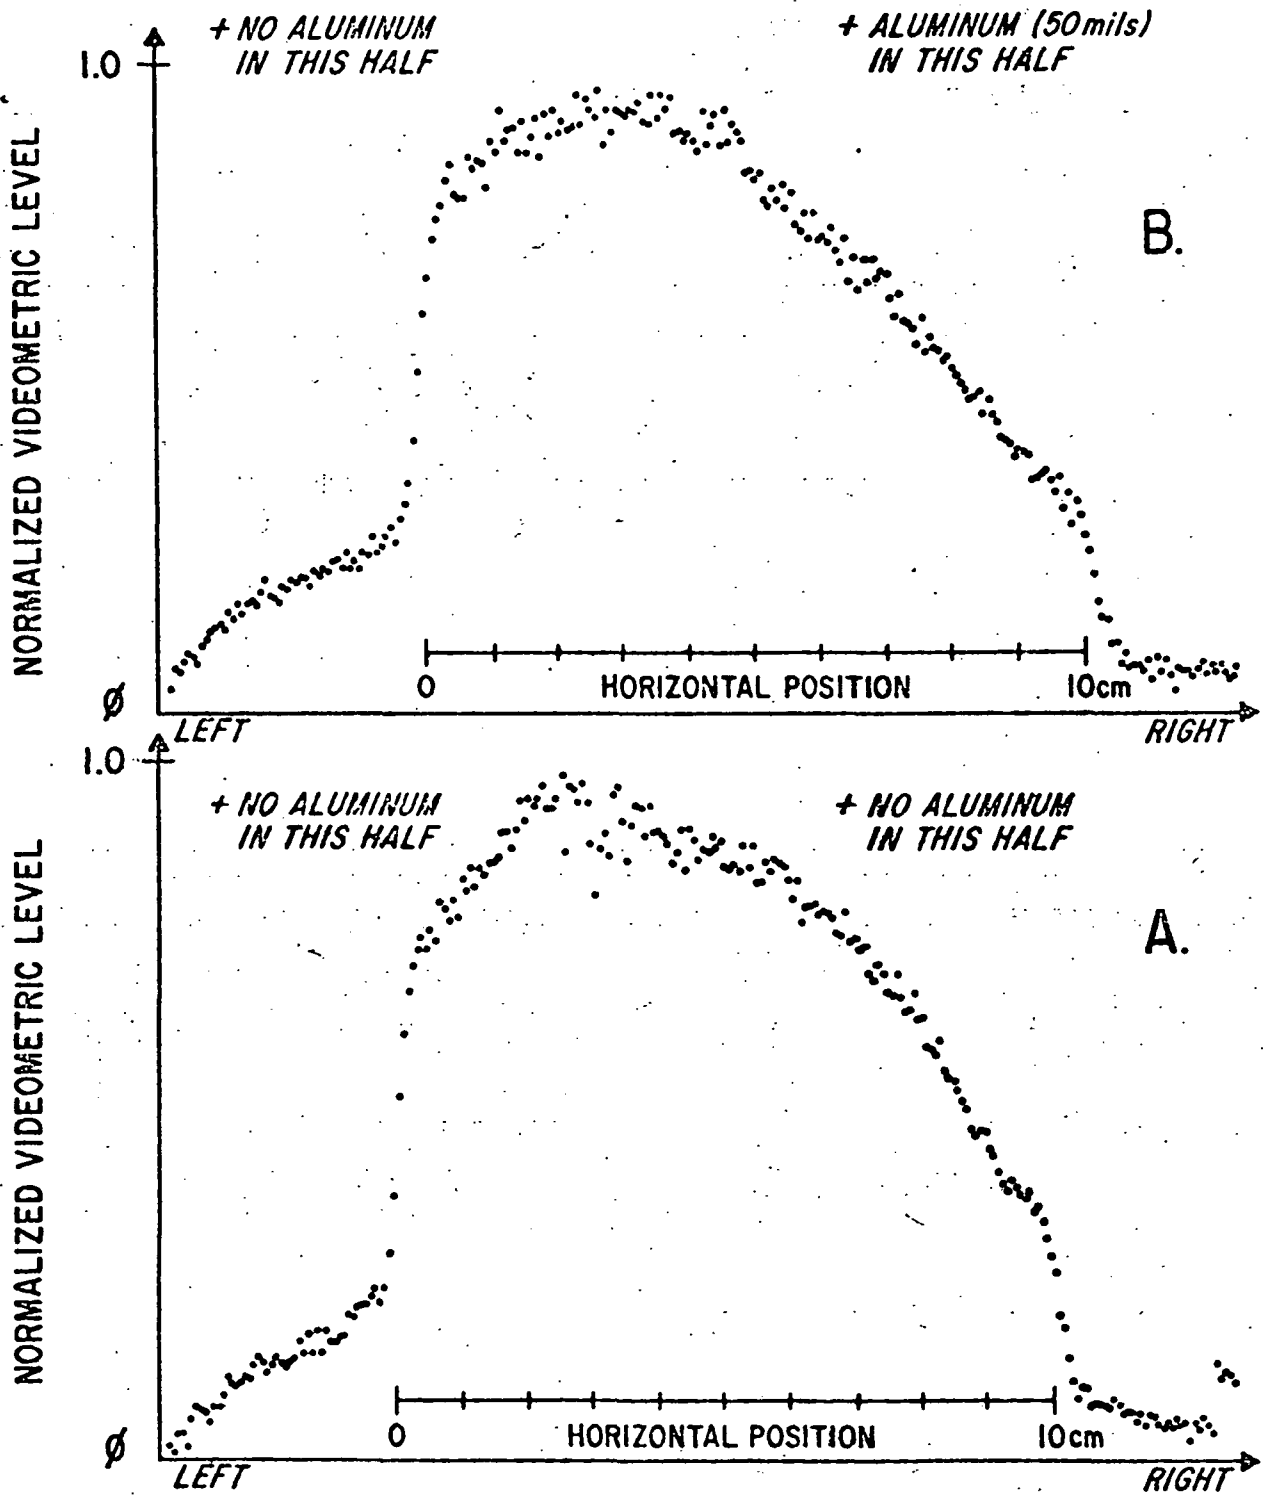 + NO ALUMINUM
IN THIS HALF
+ ALUMINUM (50 mils)
IN THIS HALF
1.0
NORMALIZED VIDEOMETRIC LEVEL
B.
0
HORIZONTAL POSITION
10cm
ø
LEFT
RIGHT
1.0
+ NO ALUMINUM
IN THIS HALF
+ NO ALUMINUM
IN THIS HALF
NORMALIZED VIDEOMETRIC LEVEL
A.
0
HORIZONTAL POSITION
10cm
ø
LEFT
RIGHT